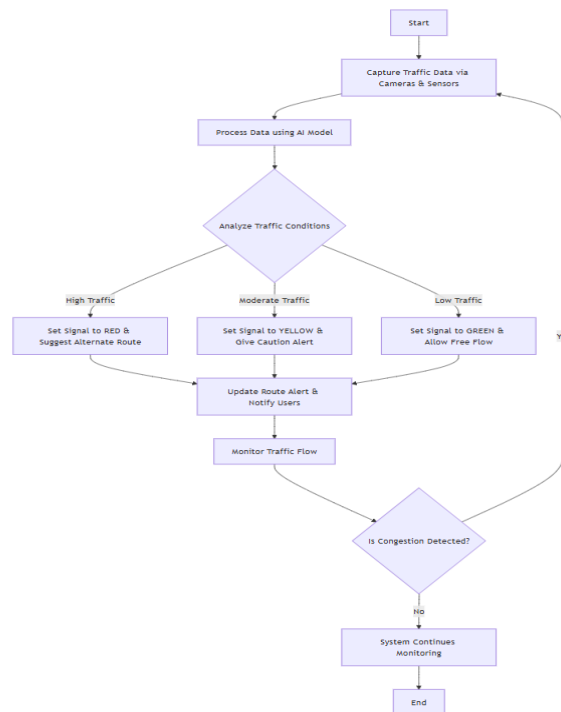 Start
Capture Traffic Data via
Cameras & Sensors
Process Data using AI Model
Analyze Traffic Conditions
High Traffic
Moderate Traffic
Low Traffic
Set Signal to RED &
Suggest Alternate Route
Set Signal to YELLOW &
Give Caution Alert
Set Signal to GREEN &
Allow Free Flow
Update Route Alert &
Notify Users
Monitor Traffic Flow
Is Congestion Detected?
No
System Continues
Monitoring
End